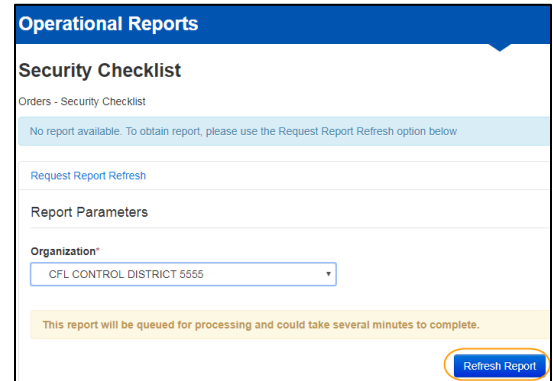 Operational Reports
Security Checklist
Orders - Security Checklist
No report available. To obtain report, please use the Request Report Refresh option below
Request Report Refresh
Report Parameters
Organization*
CFL CONTROL DISTRICT 5555
This report will be queued for processing and could take several minutes to complete.
Refresh Report